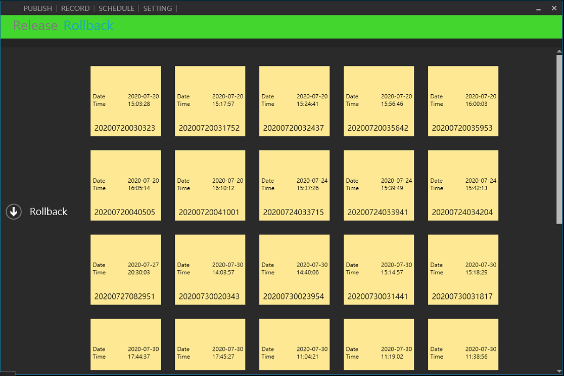 PUBLISH | RECORD | SCHEDULE | SETTING |
Release Rollback
Date 2020-07-20 Date 2020-07-20 Date 2020-07-20 Date 2020-07-20 Date 2020-07-20
Time 15:03:28 Time 15:17:57 Time 15:24:41 Time 15:56:46 Time 16:00:03
20200720030323 20200720031752 20200720032437 20200720035642 20200720035953
Date 2020-07-20 Date 2020-07-20 Date 2020-07-24 Date 2020-07-24 Date 2020-07-24
Time 16:05:14 Time 16:10:12 Time 15:37:26 Time 15:39:49 Time 15:42:13
Rollback
20200720040505 20200720041001 20200724033715 20200724033941 20200724034204
Date 2020-07-27 Date 2020-07-30 Date 2020-07-30 Date 2020-07-30 Date 2020-07-30
Time 20:30:03 Time 14:03:57 Time 14:40:06 Time 15:14:57 Time 15:18:29
20200727082951 20200730020343 20200730023954 20200730031441 20200730031817
Date 2020-07-30 Date 2020-07-30 Date 2020-07-30 Date 2020-07-30 Date 2020-07-30
Time 17:44:37 Time 17:45:27 Time 11:04:21 Time 11:19:02 Time 11:38:56